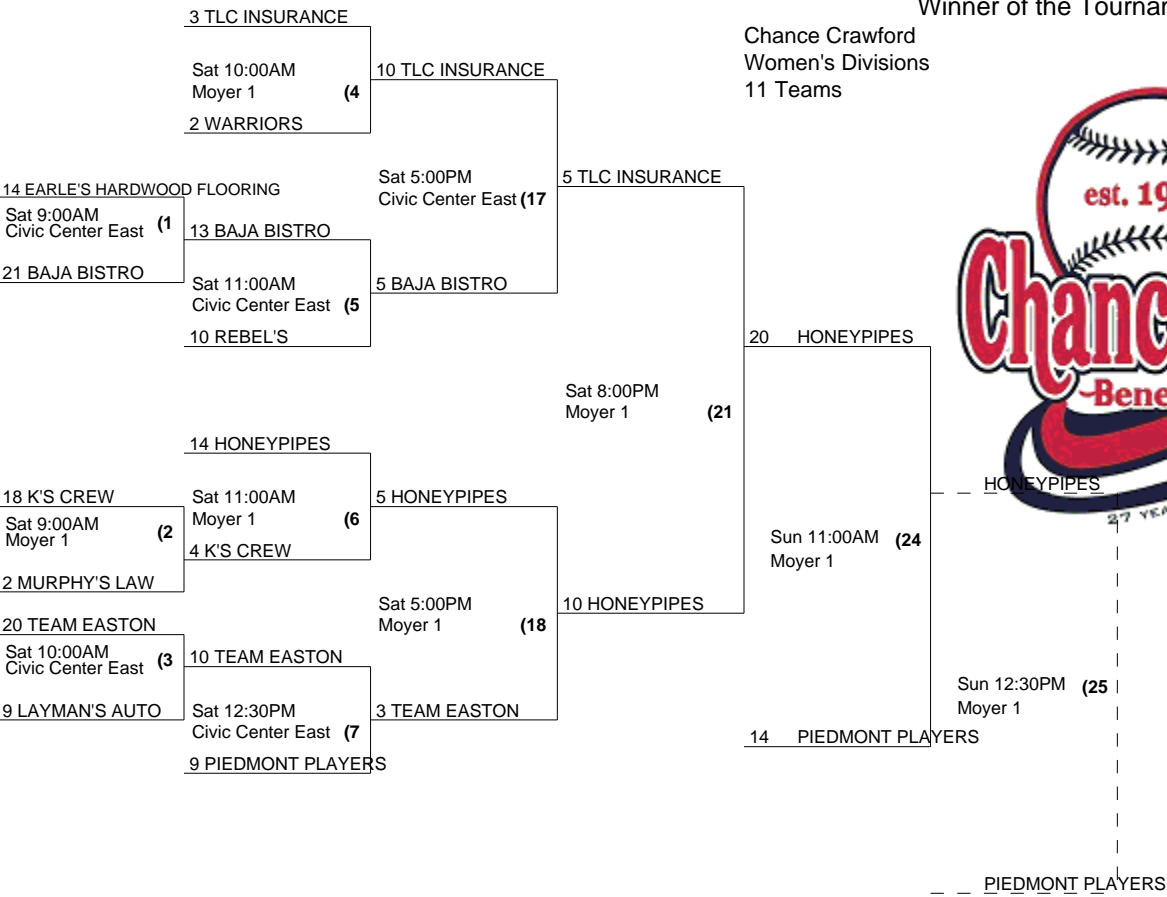 Winner of the
Chance Crawford
Women's Divisions
11 Teams
3 TLC INSURANCE
Sat 10:00AM
Moyer 1 (4
2 WARRIORS
10 TLC INSURANCE
14 EARLE'S HARDWOOD FLOORING
Sat 9:00AM
Civic Center East (1
21 BAJA BISTRO
13 BAJA BISTRO
Sat 11:00AM
Civic Center East (5
10 REBEL'S
5 BAJA BISTRO
Sat 5:00PM
Civic Center East (17
5 TLC INSURANCE
14 HONEYPIPES
18 K'S CREW
Sat 9:00AM
Moyer 1 (2
2 MURPHY'S LAW
Sat 11:00AM
Moyer 1 (6
4 K'S CREW
5 HONEYPIPES
20 TEAM EASTON
Sat 10:00AM
Civic Center East (3
9 LAYMAN'S AUTO
10 TEAM EASTON
Sat 12:30PM
Civic Center East (7
9 PIEDMONT PLAYERS
3 TEAM EASTON
Sat 5:00PM
Moyer 1 (18
10 HONEYPIPES
Sat 8:00PM
Moyer 1 (21
20 HONEYPIPES
Sun 11:00AM (24
Moyer 1
14 PIEDMONT PLAYERS
HONEYPIPES
Sun 12:30PM (25
Moyer 1
PIEDMONT PLAYERS
est.
27